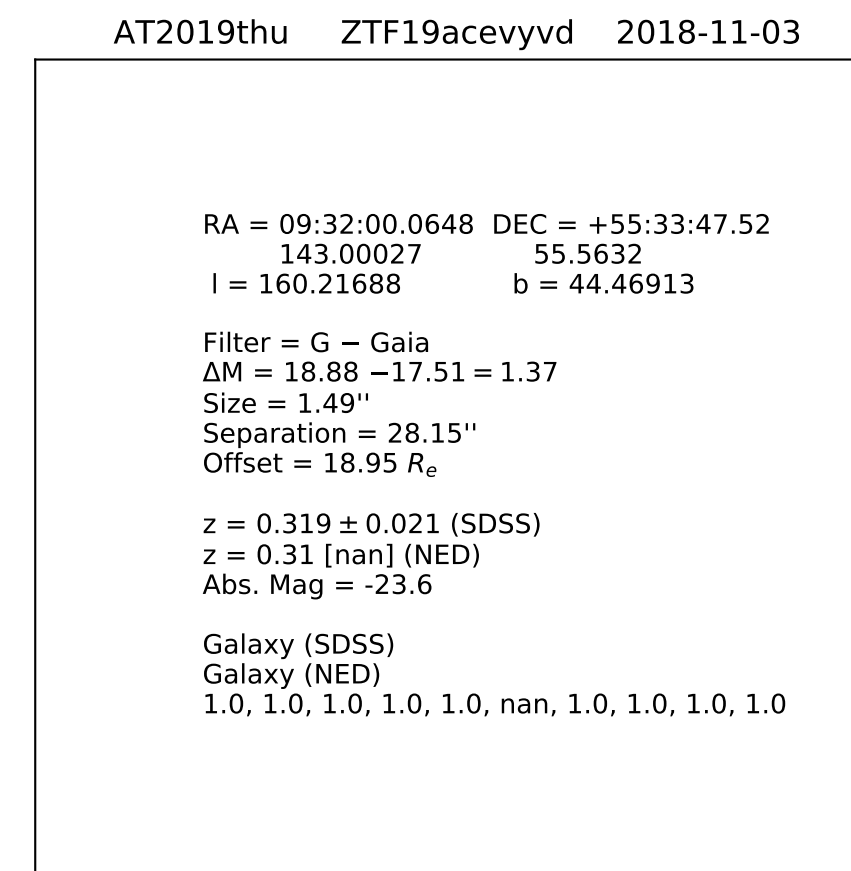 AT2019thu ZTF19acevyvd 2018-11-03
RA = 09:32:00.0648 DEC = +55:33:47.52
143.00027 55.5632
l = 160.21688 b = 44.46913
Filter = G − Gaia
ΔM = 18.88 −17.51 = 1.37
Size = 1.49''
Separation = 28.15''
Offset = 18.95 Re
z = 0.319 ± 0.021 (SDSS)
z = 0.31 [nan] (NED)
Abs. Mag = -23.6
Galaxy (SDSS)
Galaxy (NED)
1.0, 1.0, 1.0, 1.0, 1.0, nan, 1.0, 1.0, 1.0, 1.0